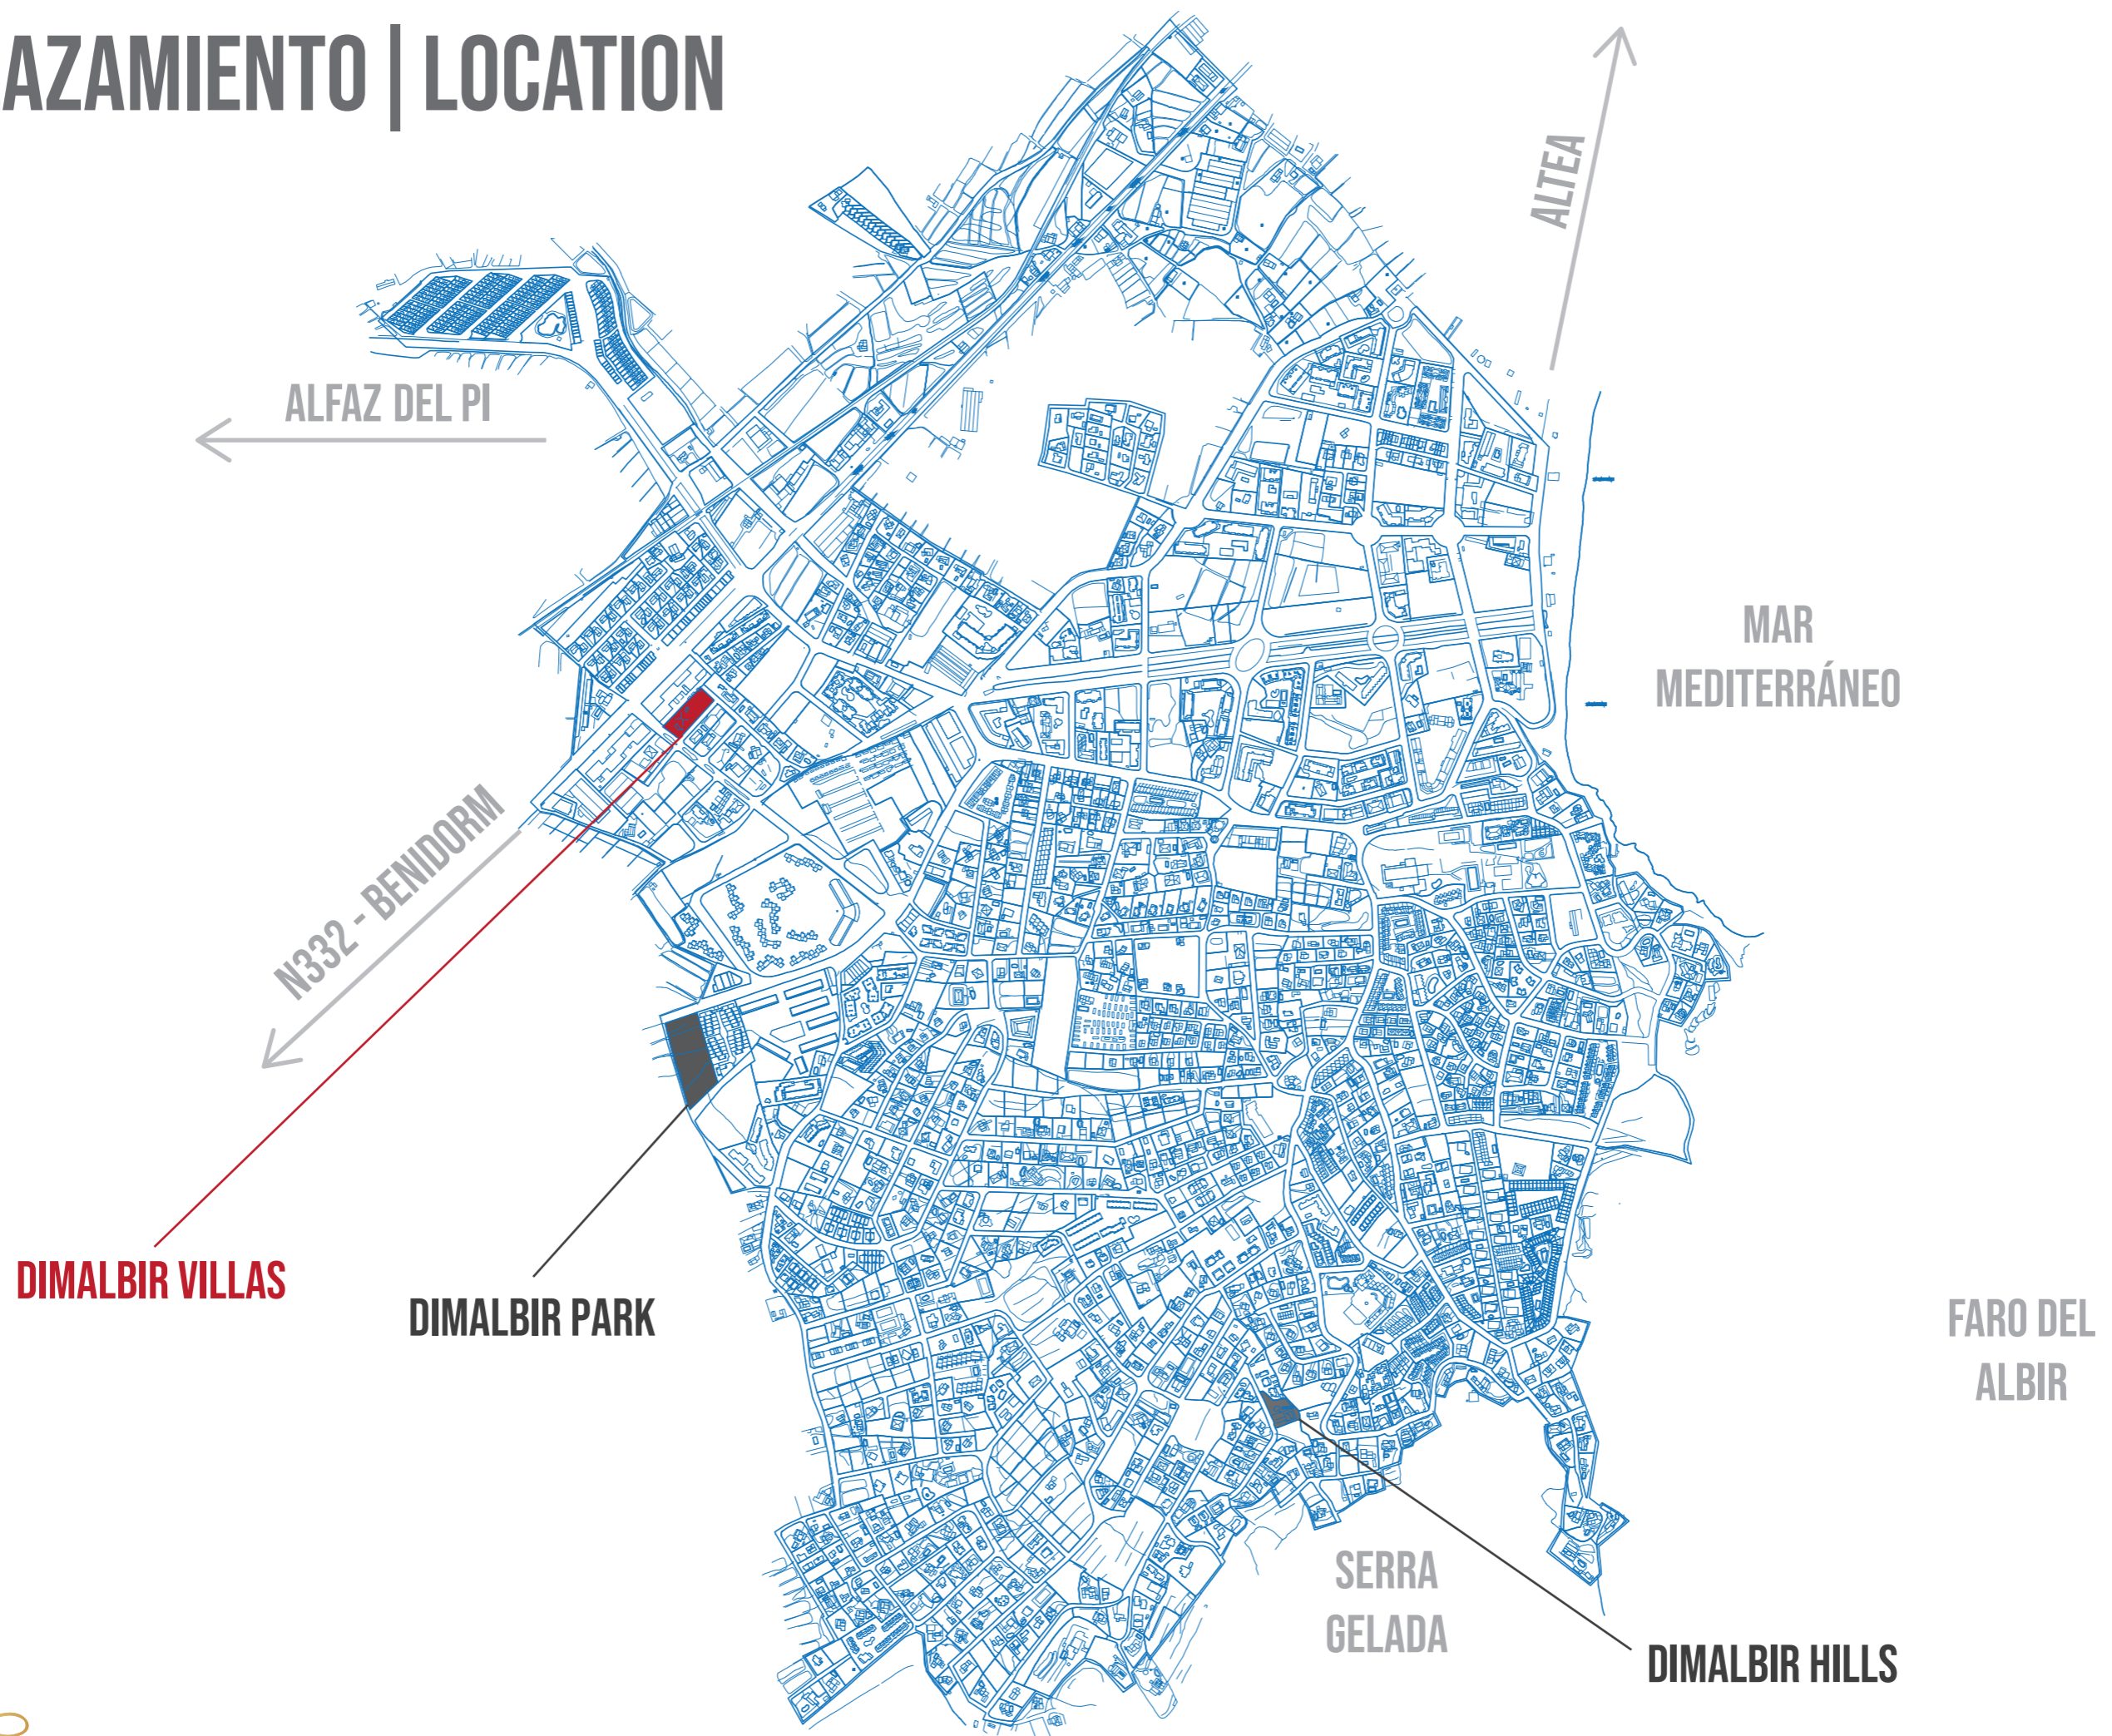 AZAMIENTO | LOCATION
ALTEA
ALFAZ DEL PI
MAR
MEDITERRÁNEO
N332 - BENIDORM
DIMALBIR VILLAS
DIMALBIR PARK
FARO DEL
ALBIR
SERRA
GELADA
DIMALBIR HILLS